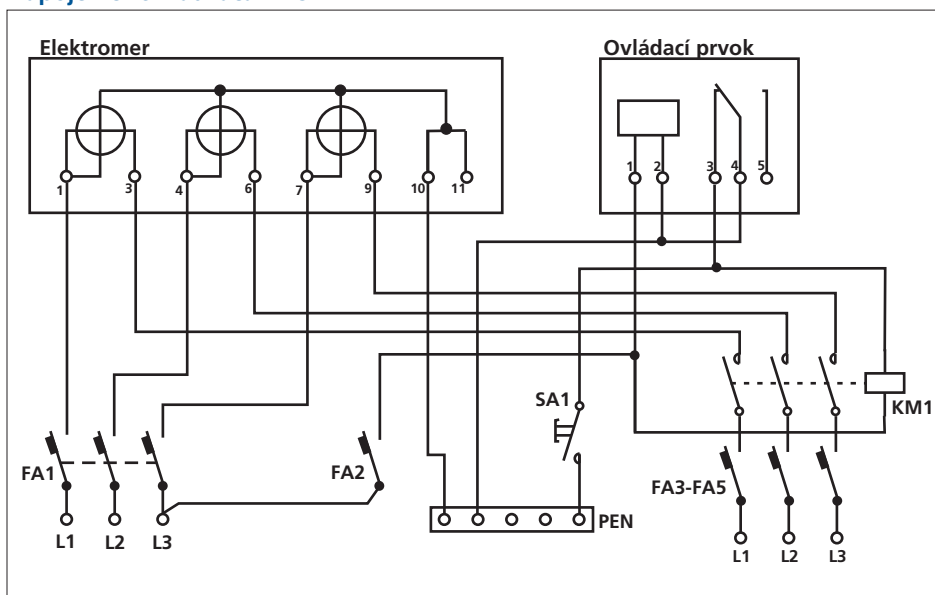 Elektromer
Ovládací prvok
1 3 4 6 7 9 10 11
1 2 3 4 5
SA1
KM1
FA1
FA2
FA3-FA5
PEN
L1 L2 L3
L1 L2 L3